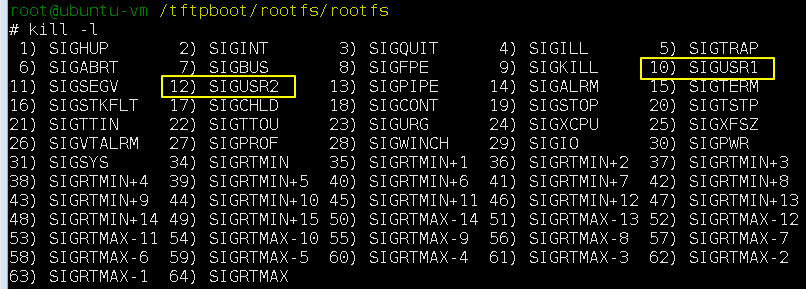 root@ubuntu-vm /tftpboot/rootfs/rootfs
# kill -l
 1) SIGHUP       2) SIGINT       3) SIGQUIT      4) SIGILL       5) SIGTRAP
 6) SIGABRT      7) SIGBUS       8) SIGFPE       9) SIGKILL     10) SIGUSR1
11) SIGSEGV     12) SIGUSR2     13) SIGPIPE     14) SIGALRM     15) SIGTERM
16) SIGSTKFLT   17) SIGCHLD     18) SIGCONT     19) SIGSTOP     20) SIGTSTP
21) SIGTTIN     22) SIGTTOU     23) SIGURG      24) SIGXCPU     25) SIGXFSZ
26) SIGVTALRM   27) SIGPROF     28) SIGWINCH    29) SIGIO       30) SIGPWR
31) SIGSYS      34) SIGRTMIN    35) SIGRTMIN+1  36) SIGRTMIN+2  37) SIGRTMIN+3
38) SIGRTMIN+4  39) SIGRTMIN+5  40) SIGRTMIN+6  41) SIGRTMIN+7  42) SIGRTMIN+8
43) SIGRTMIN+9  44) SIGRTMIN+10 45) SIGRTMIN+11 46) SIGRTMIN+12 47) SIGRTMIN+13
48) SIGRTMIN+14 49) SIGRTMIN+15 50) SIGRTMAX-14 51) SIGRTMAX-13 52) SIGRTMAX-12
53) SIGRTMAX-11 54) SIGRTMAX-10 55) SIGRTMAX-9  56) SIGRTMAX-8  57) SIGRTMAX-7
58) SIGRTMAX-6  59) SIGRTMAX-5  60) SIGRTMAX-4  61) SIGRTMAX-3  62) SIGRTMAX-2
63) SIGRTMAX-1  64) SIGRTMAX